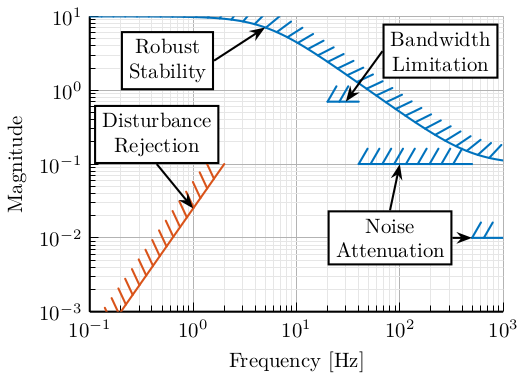 10^1
10^0
10^−1
10^−2
10^−3
Magnitude
Robust
Stability
Bandwidth
Limitation
Disturbance
Rejection
Noise
Attenuation
10^−1
10^0
10^1
10^2
10^3
Frequency [Hz]